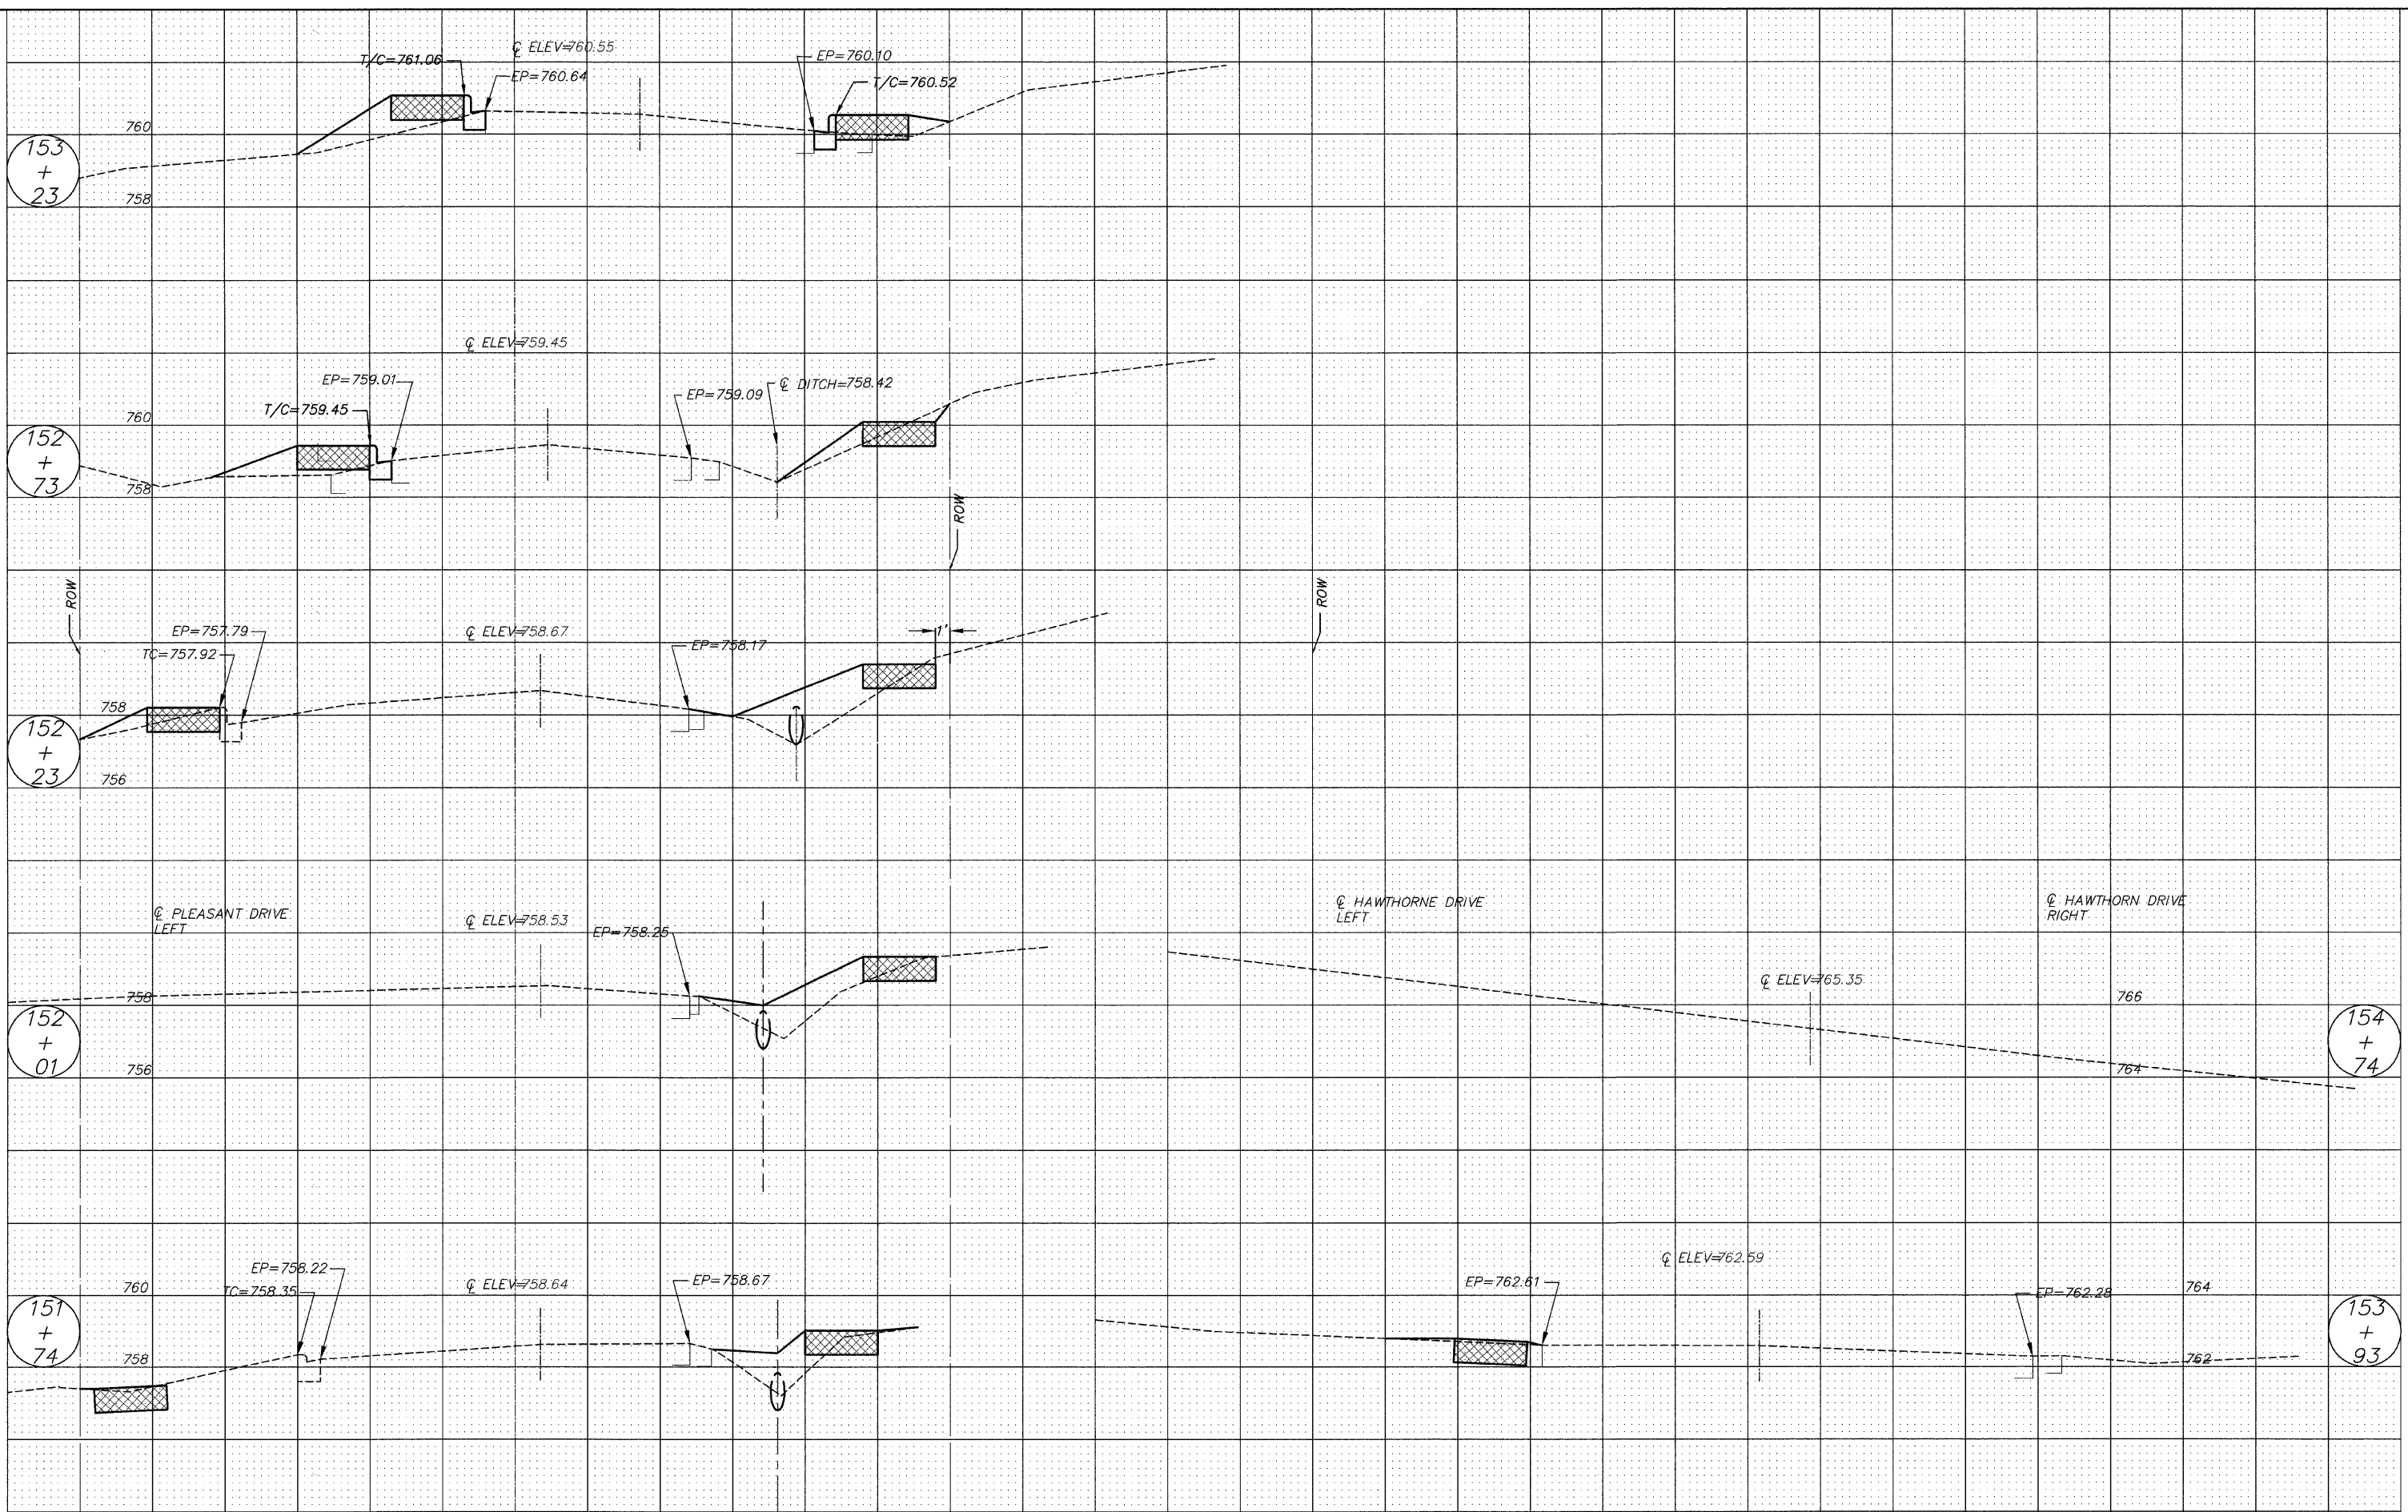 ℄ ELEV=760.55
T/C=761.06
EP=760.64
EP=760.10
T/C=760.52
760
153
+
23
758
℄ ELEV=759.45
EP=759.01
T/C=759.45
EP=759.09
℄ DITCH=758.42
760
152
+
73
758
ROW
ROW
ROW
EP=757.79
TC=757.92
℄ ELEV=758.67
EP=758.17
1'
758
152
+
23
756
℄ PLEASANT DRIVE
LEFT
℄ ELEV=758.53
EP=758.25
758
152
+
01
756
℄ HAWTHORNE DRIVE
LEFT
℄ HAWTHORN DRIVE
RIGHT
℄ ELEV=765.35
766
154
+
74
764
EP=758.22
TC=758.35
℄ ELEV=758.64
EP=758.67
760
151
+
74
758
℄ ELEV=762.59
EP=762.61
EP=762.28
764
153
+
93
762